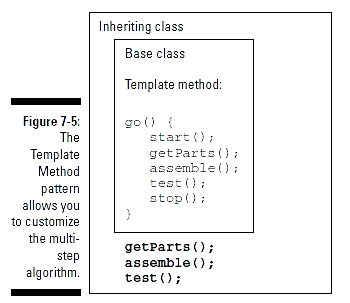 Inheriting class
Base class
Template method:
go() {
start();
getParts();
assemble();
test();
stop();
}
getParts();
assemble();
test();
Figure 7-5:
The
Template
Method
pattern
allows you
to customize
the multi-
step
algorithm.